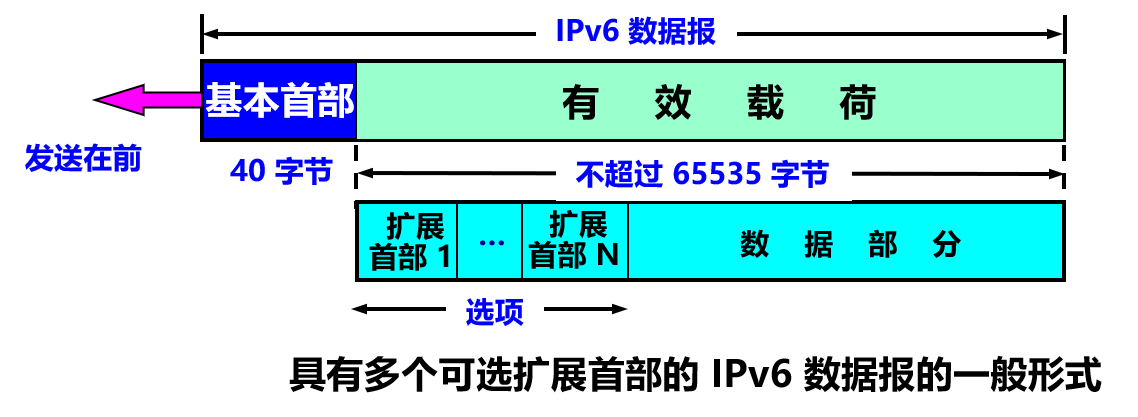 IPv6 数据报
基本首部
有 效 载 荷
发送在前
40 字节
不超过 65535 字节
扩展
首部 1
...
扩展
首部 N
数 据 部 分
选项
具有多个可选扩展首部的 IPv6 数据报的一般形式